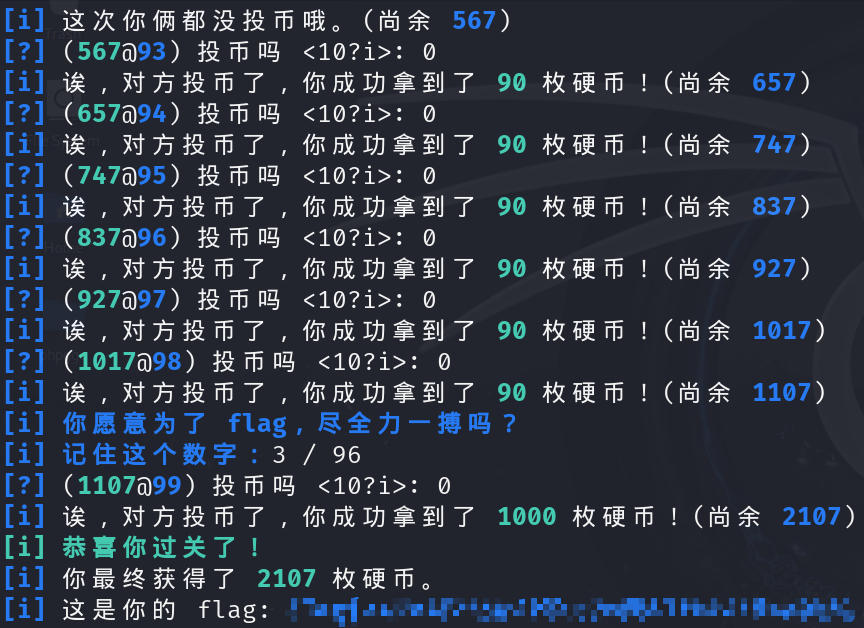 [i] 这次你俩都没投币哦。(尚余 567)
[?] (567@93) 投币吗 <10?i>: 0
[i] 诶,对方投币了,你成功拿到了 90 枚硬币!(尚余 657)
[?] (657@94) 投币吗 <10?i>: 0
[i] 诶,对方投币了,你成功拿到了 90 枚硬币!(尚余 747)
[?] (747@95) 投币吗 <10?i>: 0
[i] 诶,对方投币了,你成功拿到了 90 枚硬币!(尚余 837)
[?] (837@96) 投币吗 <10?i>: 0
[i] 诶,对方投币了,你成功拿到了 90 枚硬币!(尚余 927)
[?] (927@97) 投币吗 <10?i>: 0
[i] 诶,对方投币了,你成功拿到了 90 枚硬币!(尚余 1017)
[?] (1017@98) 投币吗 <10?i>: 0
[i] 诶,对方投币了,你成功拿到了 90 枚硬币!(尚余 1107)
[i] 你愿意为了 flag,尽全力一搏吗?
[i] 记住这个数字:3 / 96
[?] (1107@99) 投币吗 <10?i>: 0
[i] 诶,对方投币了,你成功拿到了 1000 枚硬币!(尚余 2107)
[i] 恭喜你过关了!
[i] 你最终获得了 2107 枚硬币。
[i] 这是你的 flag: